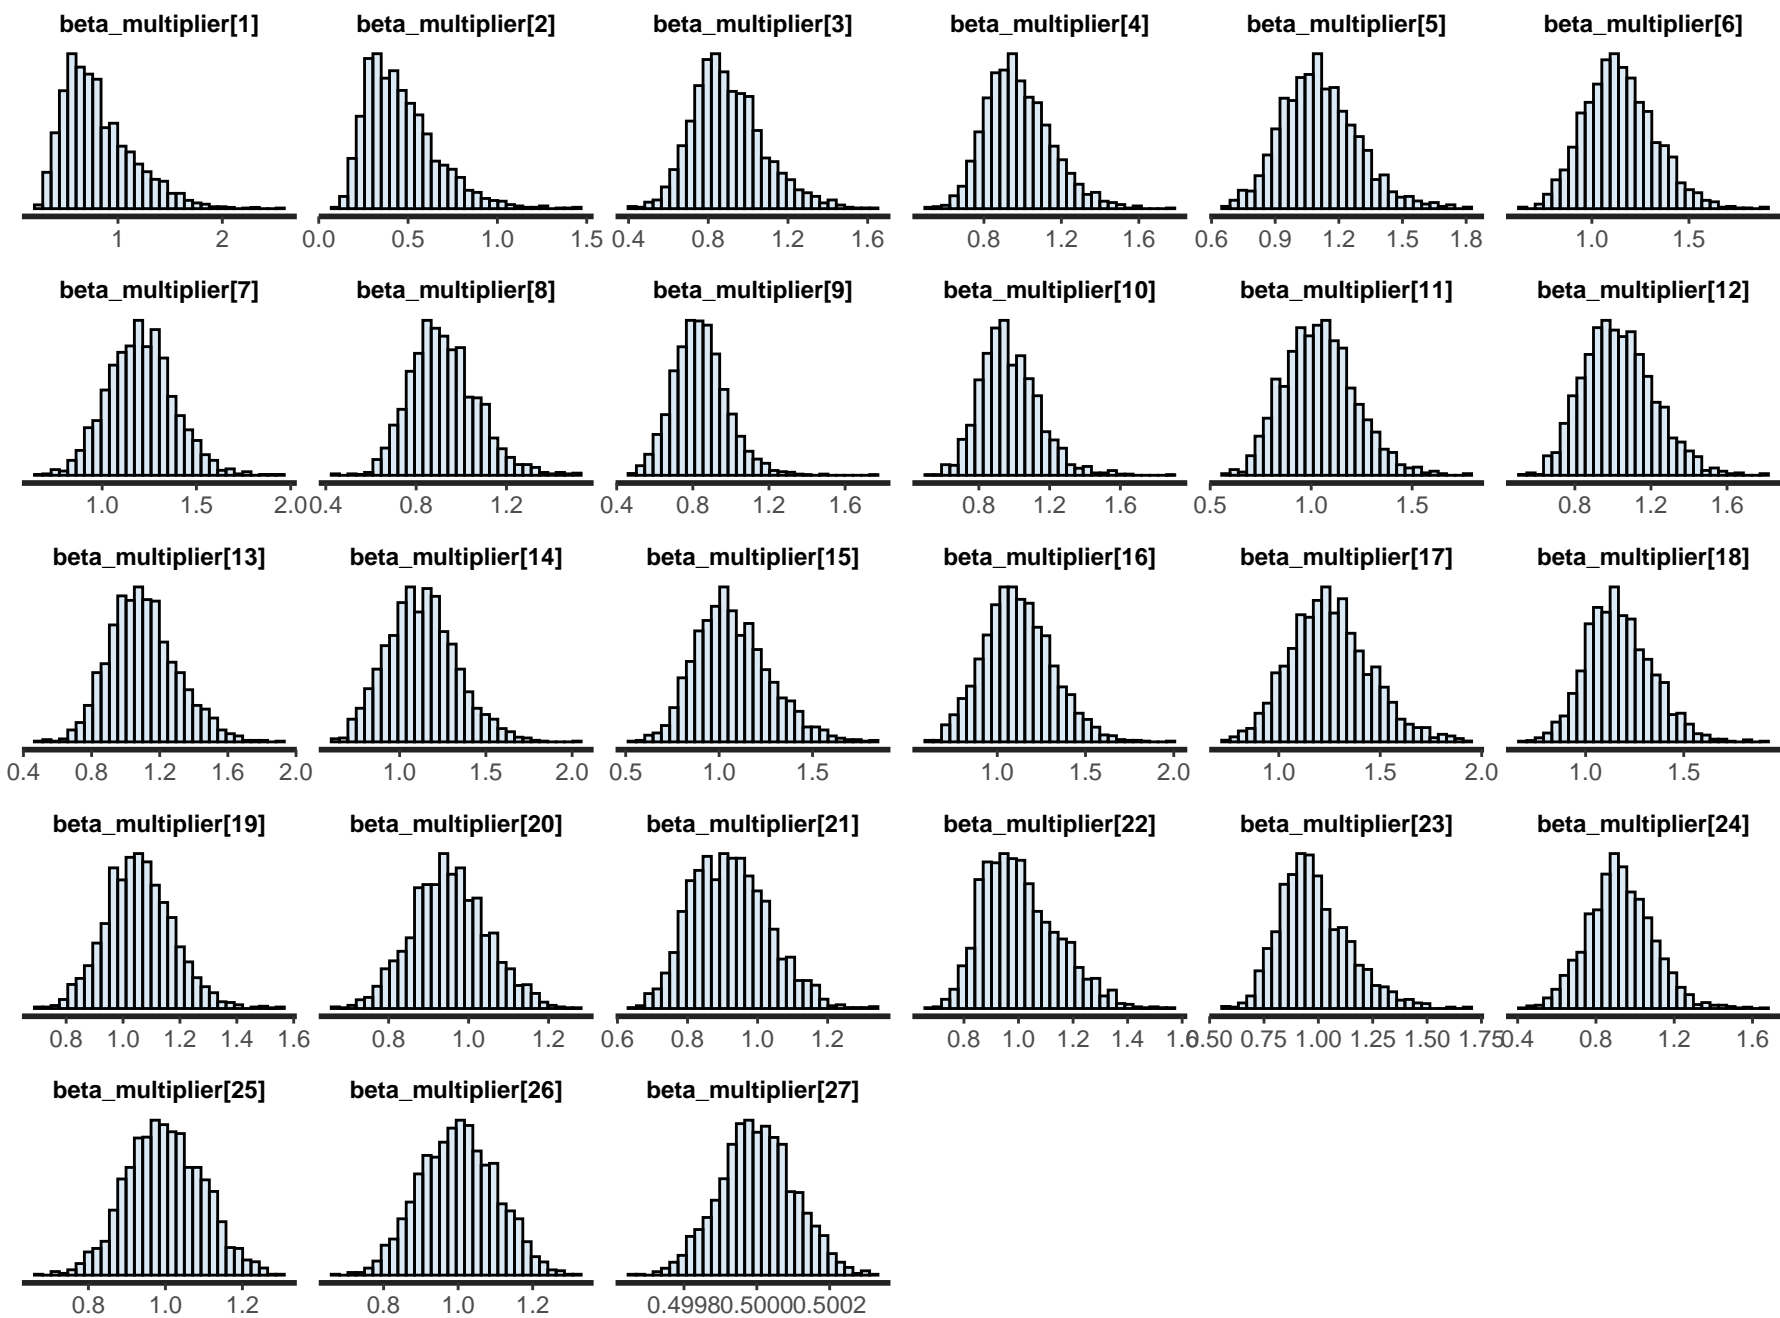 beta_multiplier[1] beta_multiplier[2] beta_multiplier[3] beta_multiplier[4] beta_multiplier[5] beta_multiplier[6]
1 2 0.0 0.5 1.0 1.5 0.4 0.8 1.2 1.6 0.8 1.2 1.6 0.6 0.9 1.2 1.5 1.8 1.0 1.5
beta_multiplier[7] beta_multiplier[8] beta_multiplier[9] beta_multiplier[10] beta_multiplier[11] beta_multiplier[12]
1.0 1.5 2.0 0.4 0.8 1.2 0.4 0.8 1.2 1.6 0.8 1.2 1.6 0.5 1.0 1.5 0.8 1.2 1.6
beta_multiplier[13] beta_multiplier[14] beta_multiplier[15] beta_multiplier[16] beta_multiplier[17] beta_multiplier[18]
0.4 0.8 1.2 1.6 2.0 1.0 1.5 2.0 0.5 1.0 1.5 1.0 1.5 2.0 1.0 1.5 2.0 1.0 1.5
beta_multiplier[19] beta_multiplier[20] beta_multiplier[21] beta_multiplier[22] beta_multiplier[23] beta_multiplier[24]
0.8 1.0 1.2 1.4 1.6 0.8 1.0 1.2 0.6 0.8 1.0 1.2 0.8 1.0 1.2 1.4 1.6 0.50 0.75 1.00 1.25 1.50 1.75 0.4 0.8 1.2 1.6
beta_multiplier[25] beta_multiplier[26] beta_multiplier[27]
0.8 1.0 1.2 0.8 1.0 1.2 0.4998 0.5000 0.5002